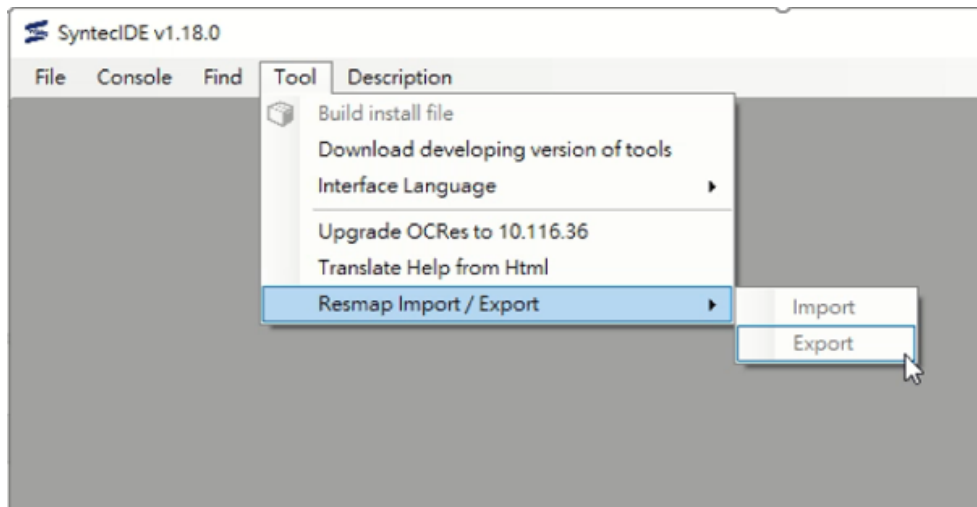 SyntecIDE v1.18.0
File Console Find Tool Description
Build install file
Download developing version of tools
Interface Language
Upgrade OCRes to 10.116.36
Translate Help from Html
Resmap Import / Export
Import
Export